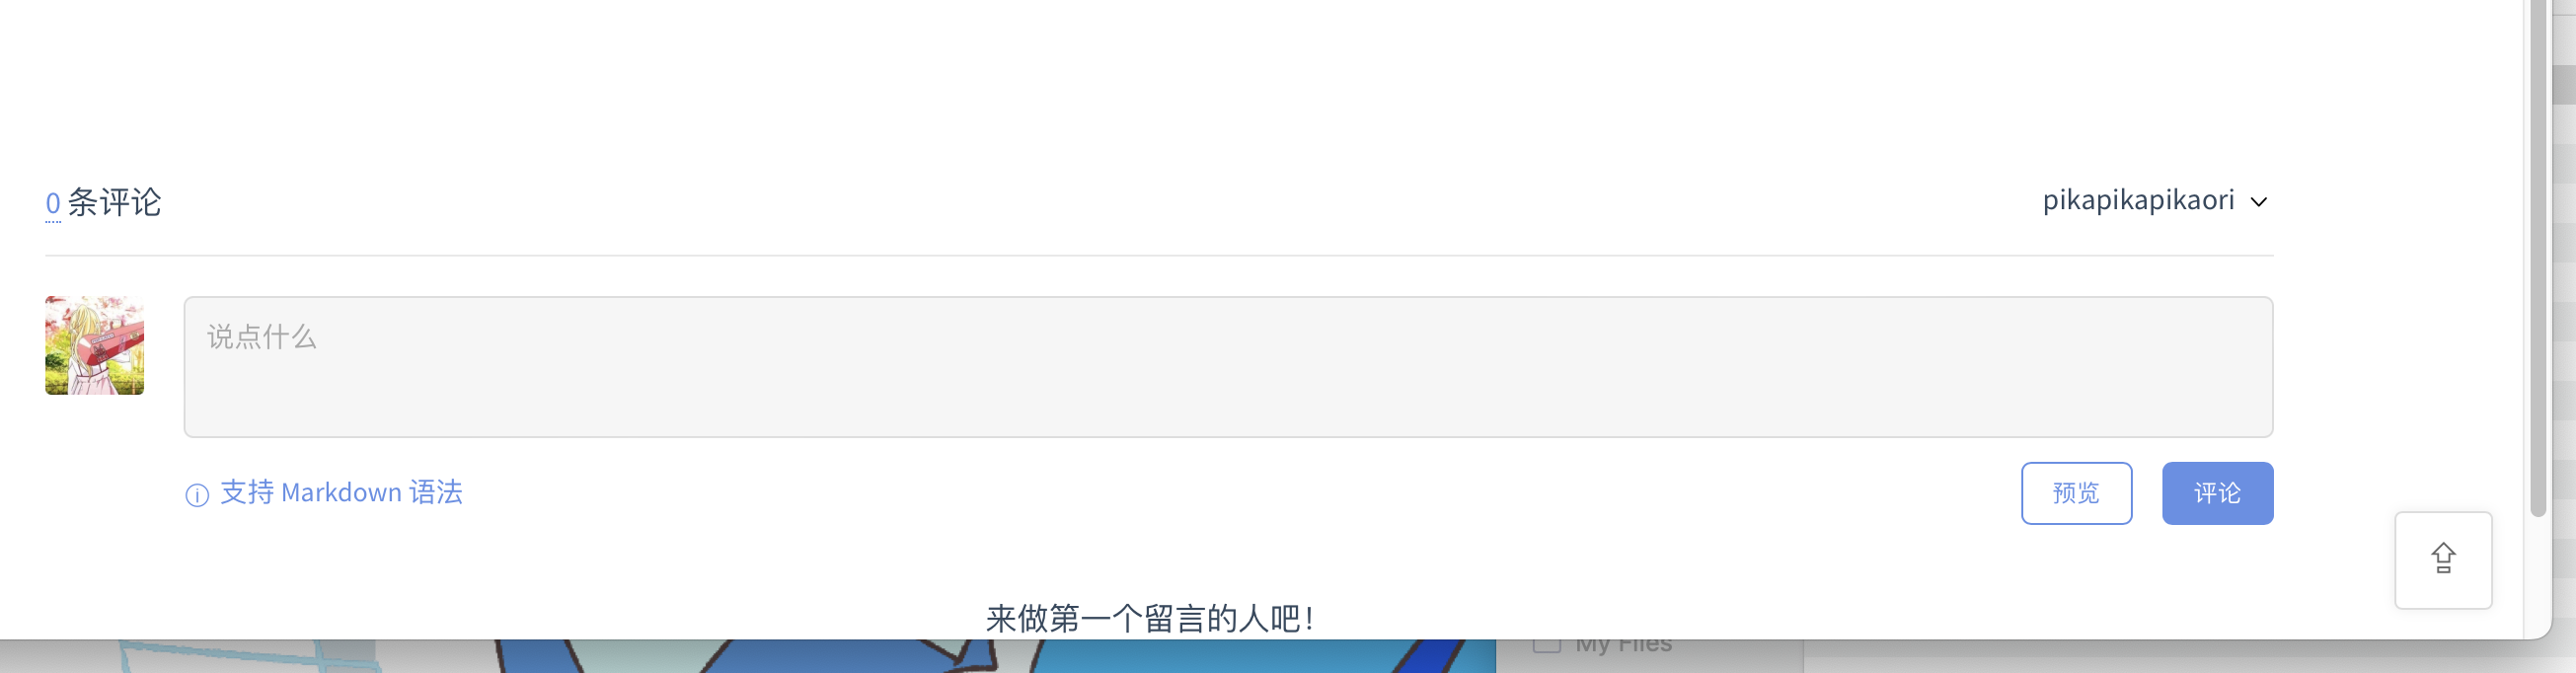 0 条评论
pikapikapikaori
说点什么
支持 Markdown 语法
预览
评论
来做第一个留言的人吧！
My Files